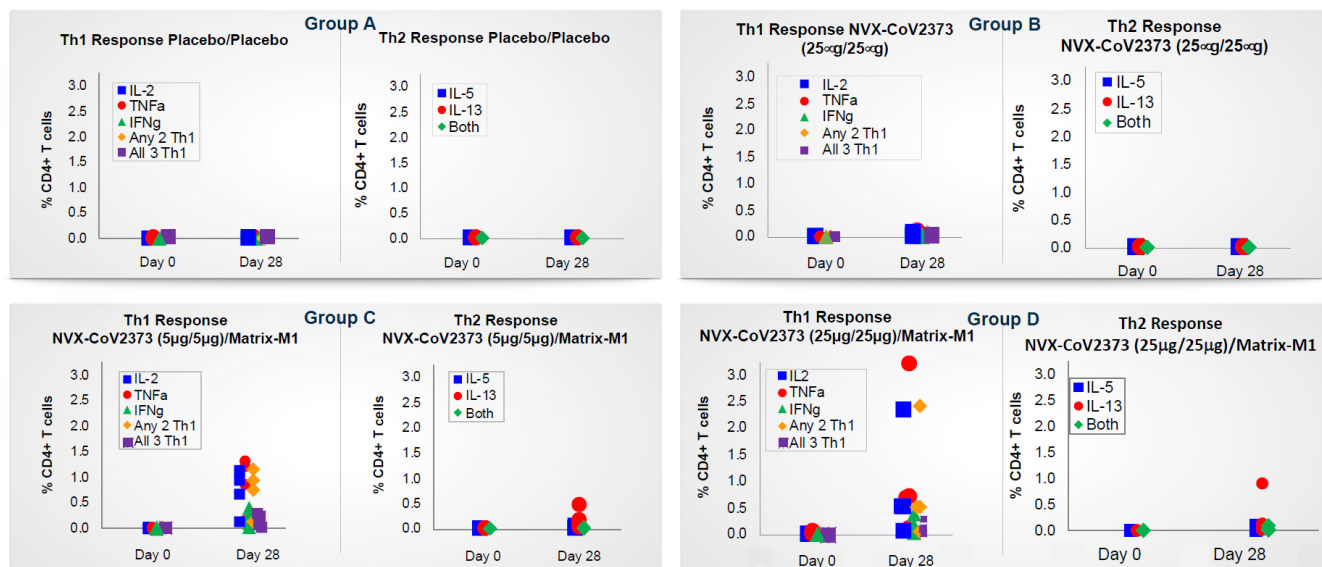 Group A
Th1 Response Placebo/Placebo
% CD4+ T cells
3.0
2.5
2.0
1.5
1.0
0.5
0.0
IL-2
TNFa
IFNg
Any 2 Th1
All 3 Th1
Day 0
Day 28
Th2 Response Placebo/Placebo
% CD4+ T cells
3.0
2.5
2.0
1.5
1.0
0.5
0.0
IL-5
IL-13
Both
Day 0
Day 28
Group B
Th1 Response NVX-CoV2373
(25∝g/25∝g)
% CD4+ T cells
3.0
2.5
2.0
1.5
1.0
0.5
0.0
IL-2
TNFa
IFNg
Any 2 Th1
All 3 Th1
Day 0
Day 28
Th2 Response
NVX-CoV2373 (25∝g/25∝g)
% CD4+ T cells
3.0
2.5
2.0
1.5
1.0
0.5
0.0
IL-5
IL-13
Both
Day 0
Day 28
Group C
Th1 Response
NVX-CoV2373 (5µg/5µg)/Matrix-M1
% CD4+ T cells
3.0
2.5
2.0
1.5
1.0
0.5
0.0
IL-2
TNFa
IFNg
Any 2 Th1
All 3 Th1
Day 0
Day 28
Th2 Response
NVX-CoV2373 (5µg/5µg)/Matrix-M1
% CD4+ T cells
3.0
2.5
2.0
1.5
1.0
0.5
0.0
IL-5
IL-13
Both
Day 0
Day 28
Group D
Th1 Response
NVX-CoV2373 (25µg/25µg)/Matrix-M1
% CD4+ T cells
3.0
2.5
2.0
1.5
1.0
0.5
0.0
IL2
TNFa
IFNg
Any 2 Th1
All 3 Th1
Day 0
Day 28
Th2 Response
NVX-CoV2373 (25µg/25µg)/Matrix-M1
% CD4+ T cells
3.0
2.5
2.0
1.5
1.0
0.5
0.0
IL-5
IL-13
Both
Day 0
Day 28